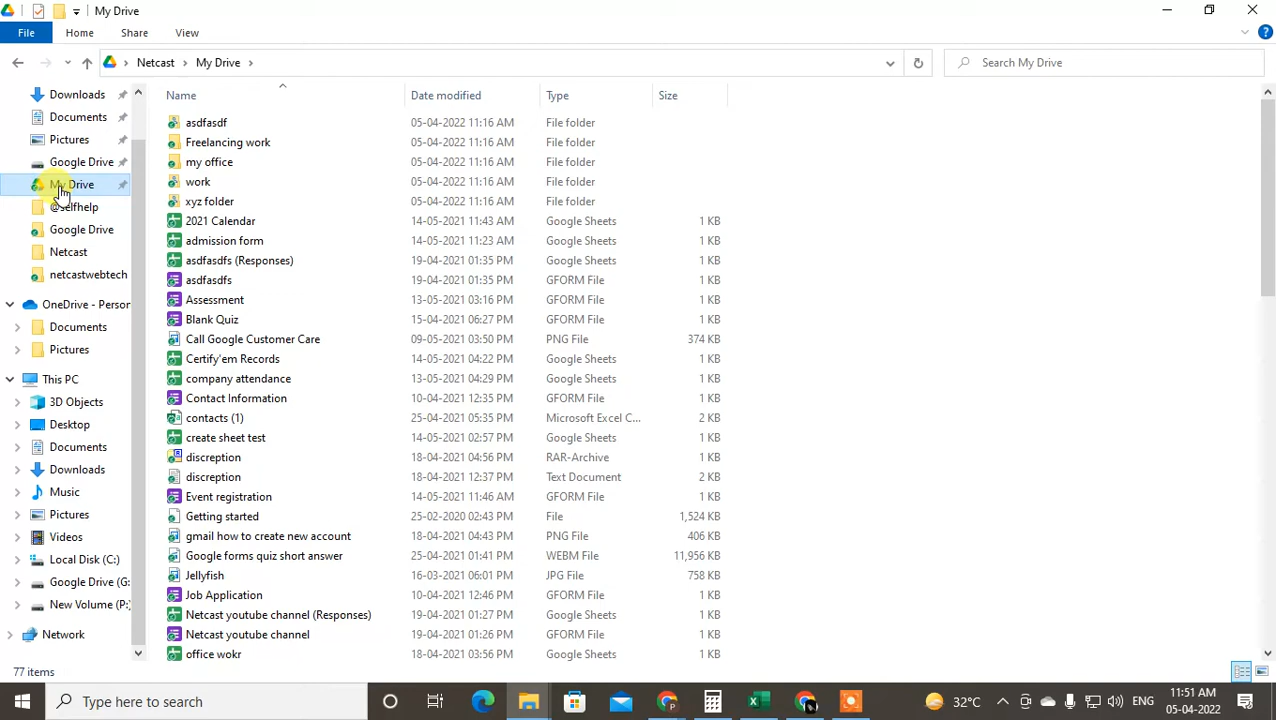 My Drive
File Home Share View
Netcast My Drive Search My Drive
Downloads
Documents
Pictures
Google Drive
My Drive
@selfhelp
Google Drive
Netcast
netcastwebtech
OneDrive - Person
Documents
Pictures
This PC
3D Objects
Desktop
Documents
Downloads
Music
Pictures
Videos
Local Disk (C:)
Google Drive (G:
New Volume (P:)
Network
Name Date modified Type Size
asdfasdf 05-04-2022 11:16 AM File folder
Freelancing work 05-04-2022 11:16 AM File folder
my office 05-04-2022 11:16 AM File folder
work 05-04-2022 11:16 AM File folder
xyz folder 05-04-2022 11:16 AM File folder
2021 Calendar 14-05-2021 11:43 AM Google Sheets 1 KB
admission form 14-05-2021 11:23 AM Google Sheets 1 KB
asdfasdfs (Responses) 19-04-2021 01:35 PM Google Sheets 1 KB
asdfasdfs 19-04-2021 01:35 PM GFORM File 1 KB
Assessment 13-05-2021 03:16 PM GFORM File 1 KB
Blank Quiz 15-04-2021 06:27 PM GFORM File 1 KB
Call Google Customer Care 09-05-2021 03:50 PM PNG File 374 KB
Certify'em Records 14-05-2021 04:22 PM Google Sheets 1 KB
company attendance 13-05-2021 04:29 PM Google Sheets 1 KB
Contact Information 10-04-2021 12:35 PM GFORM File 1 KB
contacts (1) 25-04-2021 05:35 PM Microsoft Excel C... 2 KB
create sheet test 14-05-2021 02:57 PM Google Sheets 1 KB
discreption 18-04-2021 04:56 PM RAR-Archive 1 KB
discreption 18-04-2021 12:37 PM Text Document 2 KB
Event registration 14-05-2021 11:46 AM GFORM File 1 KB
Getting started 25-02-2020 02:43 PM File 1,524 KB
gmail how to create new account 18-04-2021 04:43 PM PNG File 406 KB
Google forms quiz short answer 25-04-2021 01:41 PM WEBM File 11,956 KB
Jellyfish 16-03-2021 06:01 PM JPG File 758 KB
Job Application 10-04-2021 12:46 PM GFORM File 1 KB
Netcast youtube channel (Responses) 19-04-2021 01:27 PM Google Sheets 1 KB
Netcast youtube channel 19-04-2021 01:26 PM GFORM File 1 KB
office wokr 18-04-2021 03:56 PM Google Sheets 1 KB
77 items
Type here to search 32°C ENG 11:51 AM
05-04-2022